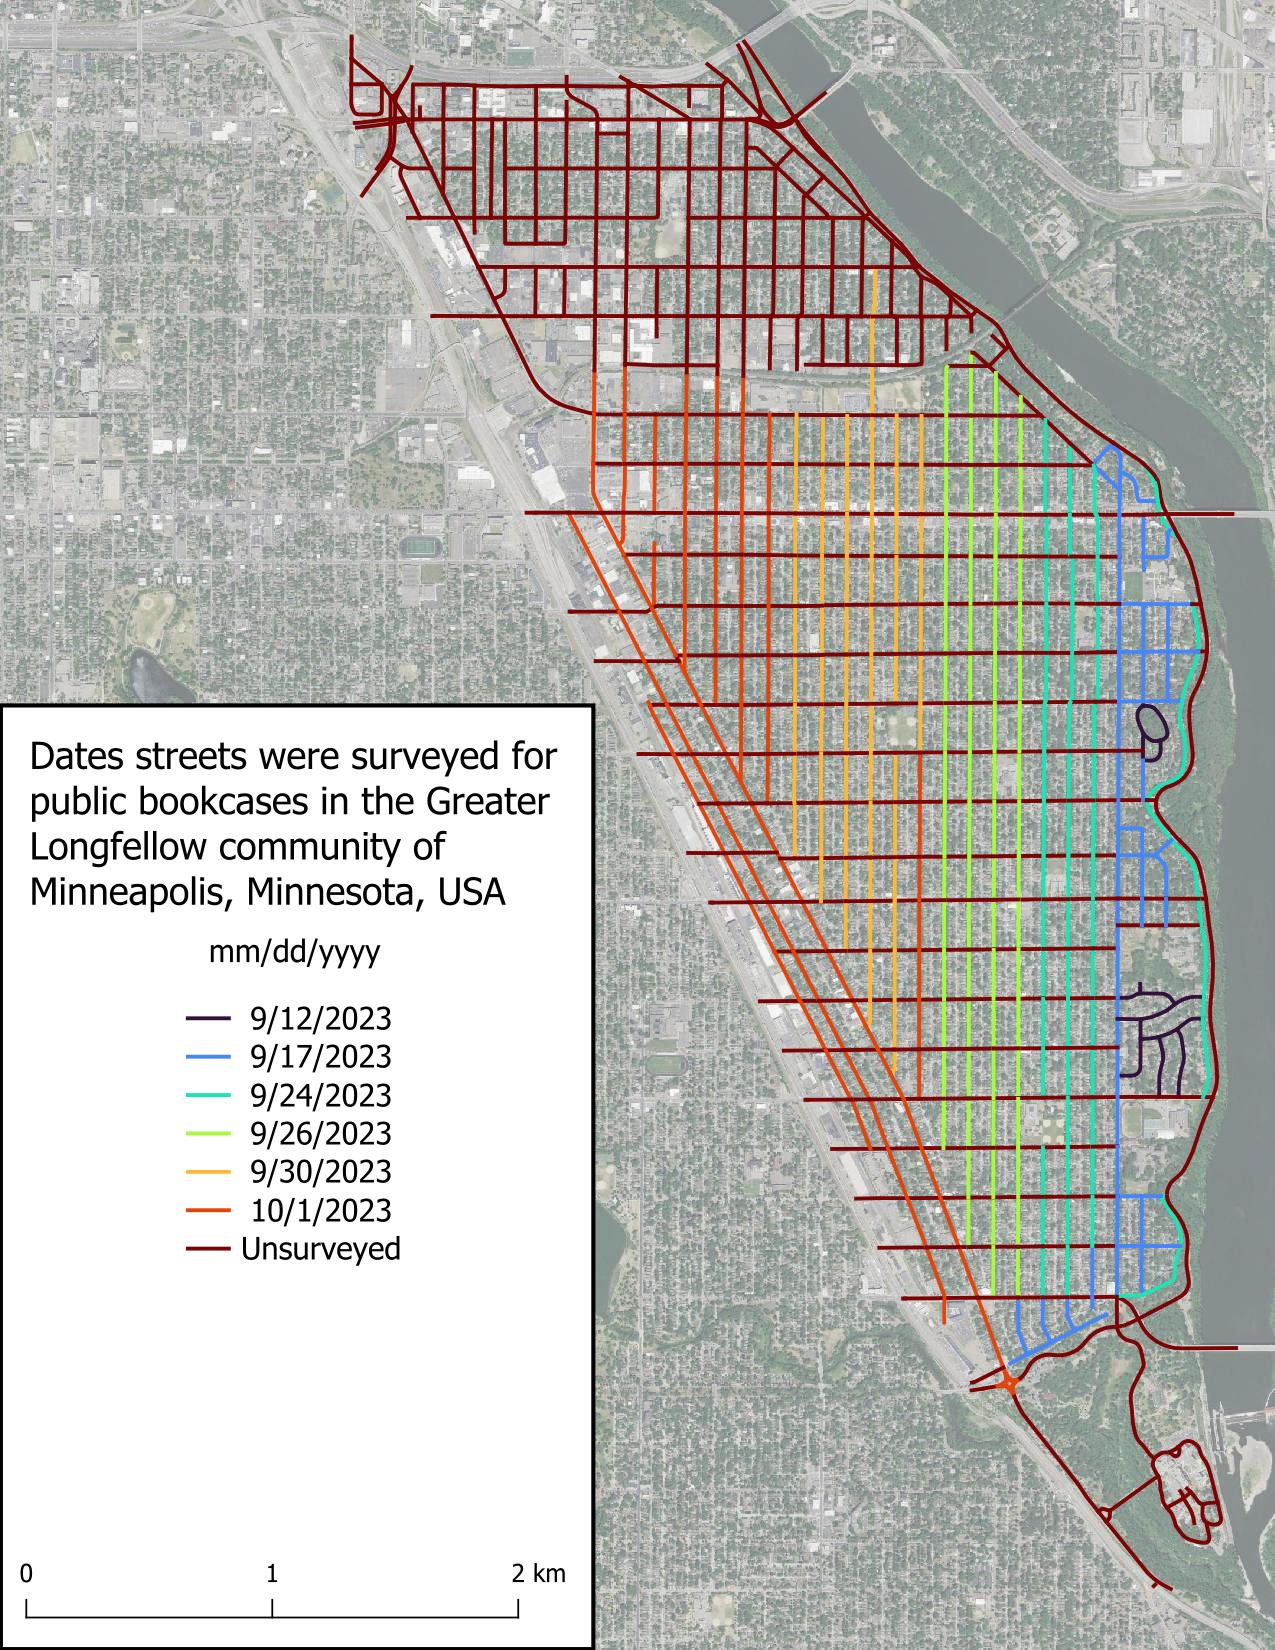 Dates streets were surveyed for
public bookcases in the Greater
Longfellow community of
Minneapolis, Minnesota, USA
mm/dd/yyyy
9/12/2023
9/17/2023
9/24/2023
9/26/2023
9/30/2023
10/1/2023
Unsurveyed
0 1 2 km